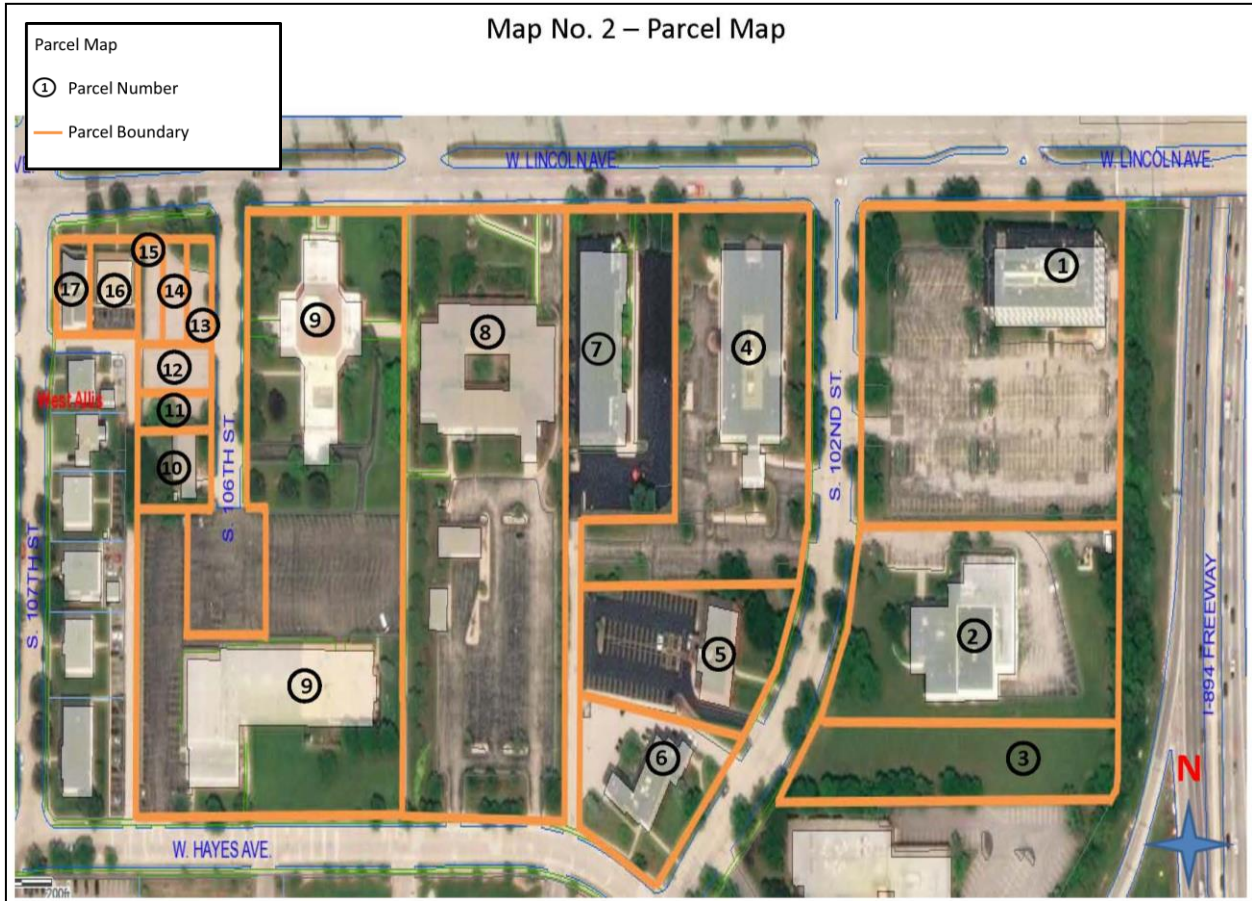 Map No. 2 – Parcel Map
Parcel Map
1 Parcel Number
Parcel Boundary
VE.
W. LINCOLN AVE.
W. LINCOLN AVE.
15
17
16
14
13
12
11
10
West Allis
9
8
7
4
1
S. 106TH ST.
S. 102ND ST.
S. 107TH ST.
I-894 FREEWAY
2
5
9
6
3
N
W. HAYES AVE.
200ft